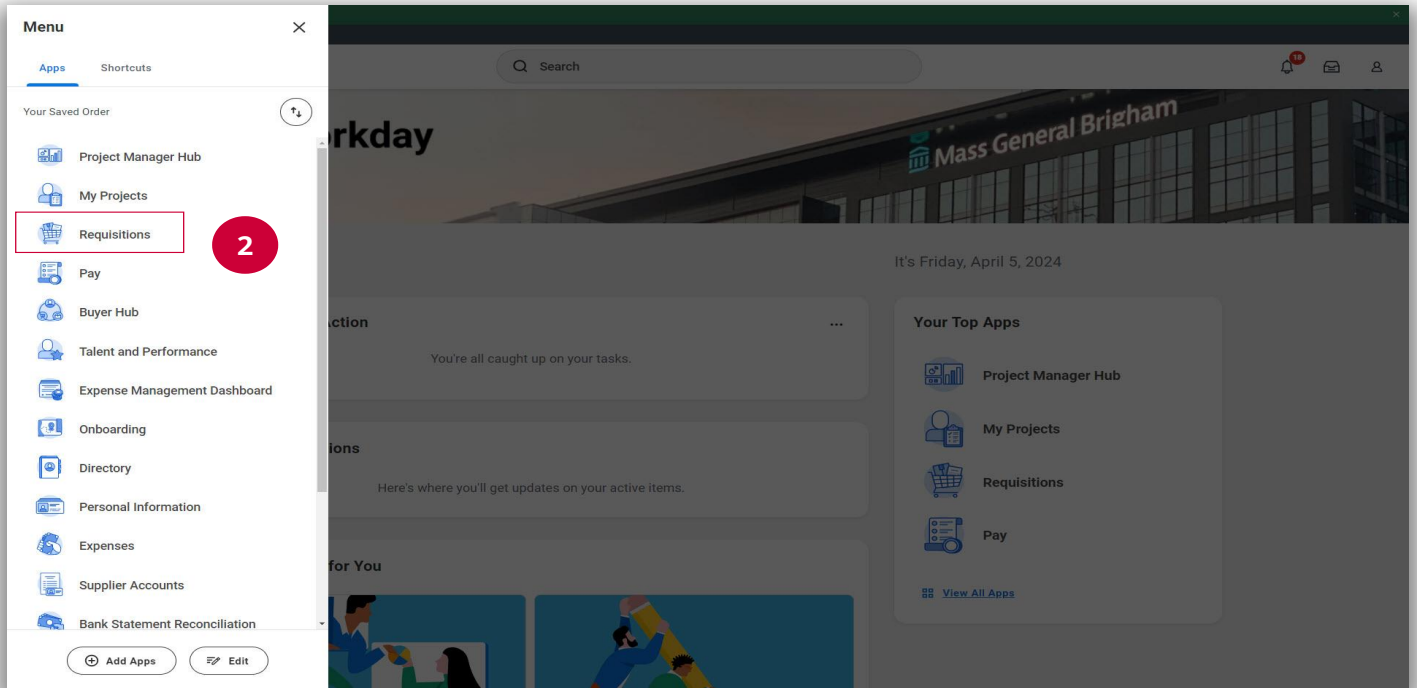 Menu
Apps
Shortcuts
Your Saved Order
Project Manager Hub
My Projects
Requisitions
2
Pay
Buyer Hub
Talent and Performance
Expense Management Dashboard
Onboarding
Directory
Personal Information
Expenses
Supplier Accounts
Bank Statement Reconciliation
Add Apps
Edit
Search
18
rkday
Mass General Brigham
It's Friday, April 5, 2024
ction
...
You're all caught up on your tasks.
ions
Here's where you'll get updates on your active items.
for You
Your Top Apps
Project Manager Hub
My Projects
Requisitions
Pay
View All Apps